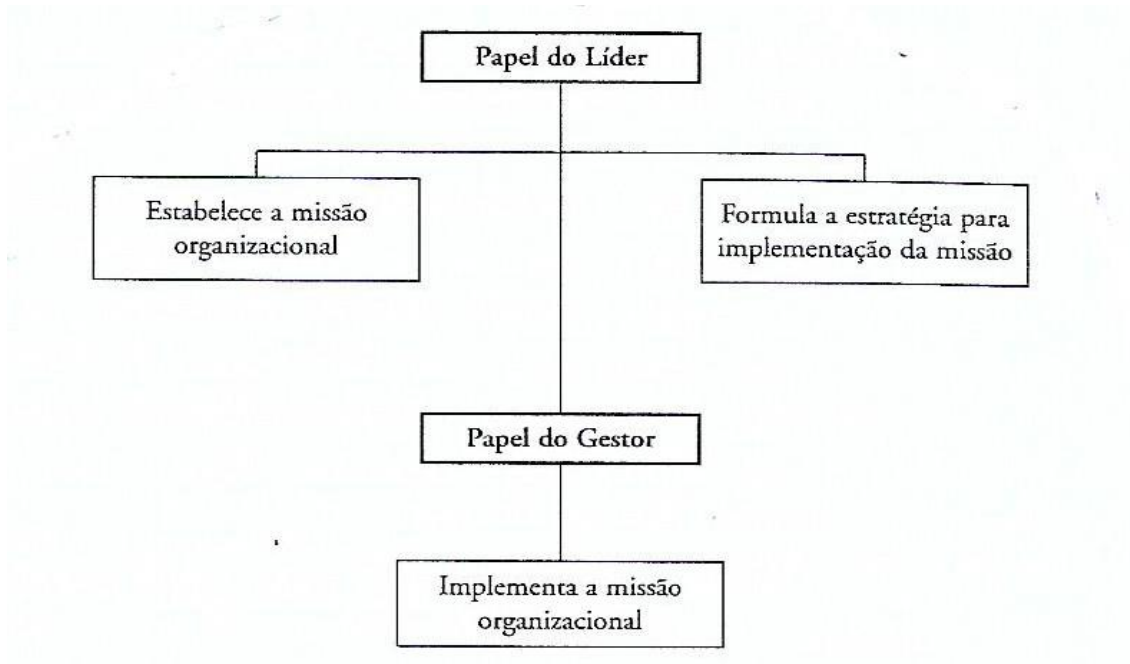 Papel do Líder
Estabelece a missão
organizacional
Formula a estratégia para
implementação da missão
Papel do Gestor
Implementa a missão
organizacional